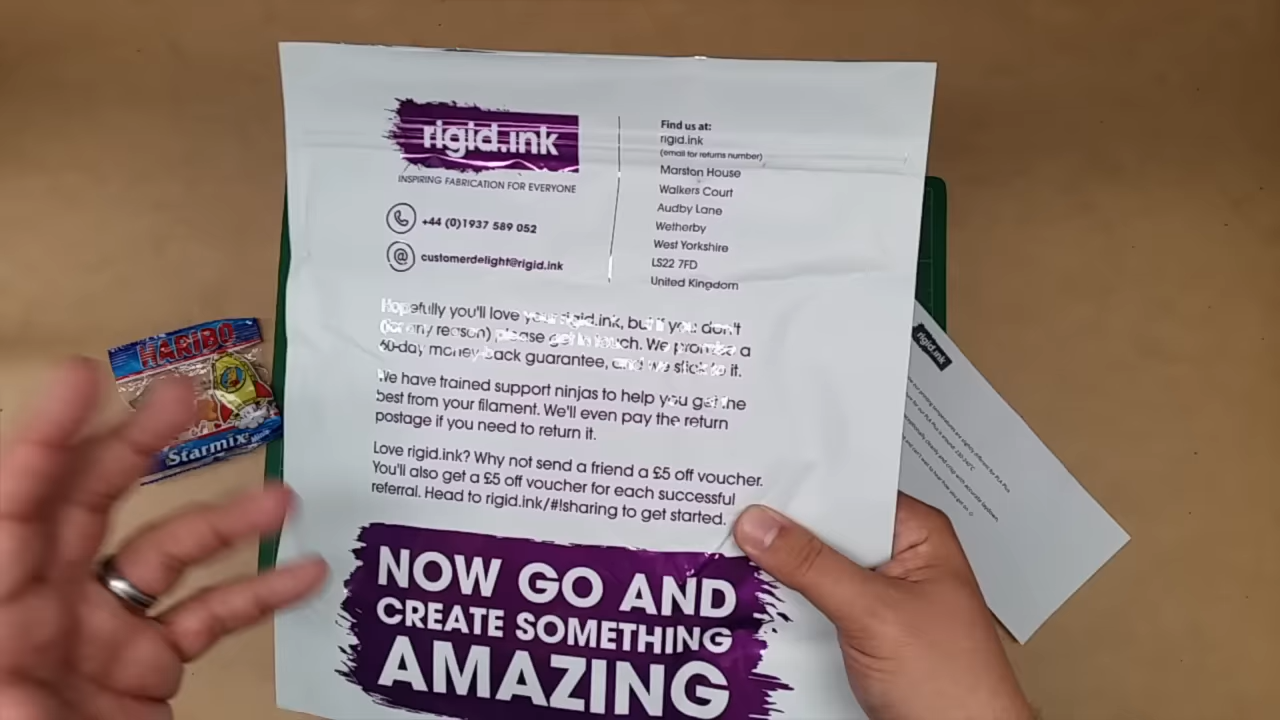 rigid.ink
INSPIRING FABRICATION FOR EVERYONE
+44 (0)1937 589 052
@ customerdelight@rigid.ink
Find us at:
rigid.ink
(email for returns number)
Marston House
Walkers Court
Audby Lane
Wetherby
West Yorkshire
LS22 7FD
United Kingdom
Hopefully you'll love your rigid.ink, but if you don't
(for any reason) please get in touch. We promise a
60-day money-back guarantee, and we stick to it.
We have trained support ninjas to help you get the
best from your filament. We'll even pay the return
postage if you need to return it.
Love rigid.ink? Why not send a friend a £5 off voucher.
You'll also get a £5 off voucher for each successful
referral. Head to rigid.ink/#!sharing to get started.
NOW GO AND
CREATE SOMETHING
AMAZING
HARIBO
Starmix
rigid.ink